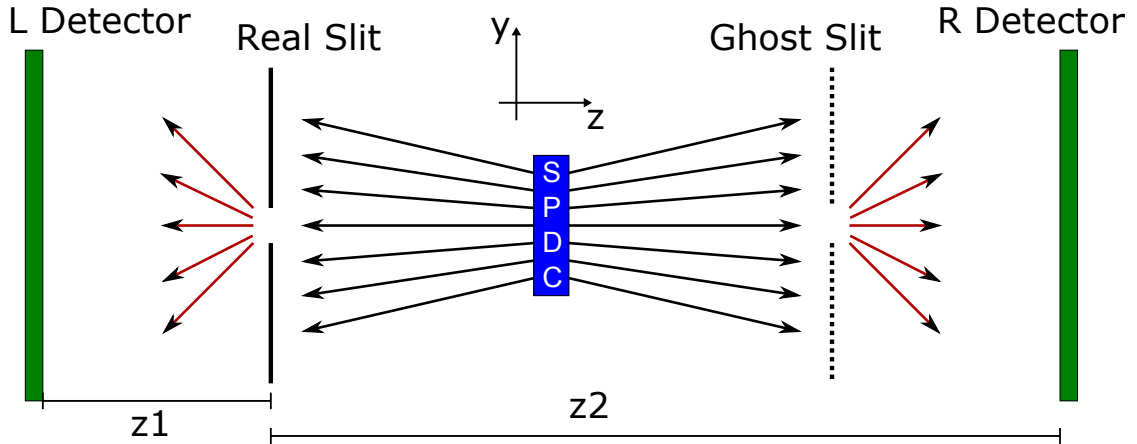 L Detector
Real Slit
Ghost Slit
R Detector
y
z
S
P
D
C
z1
z2